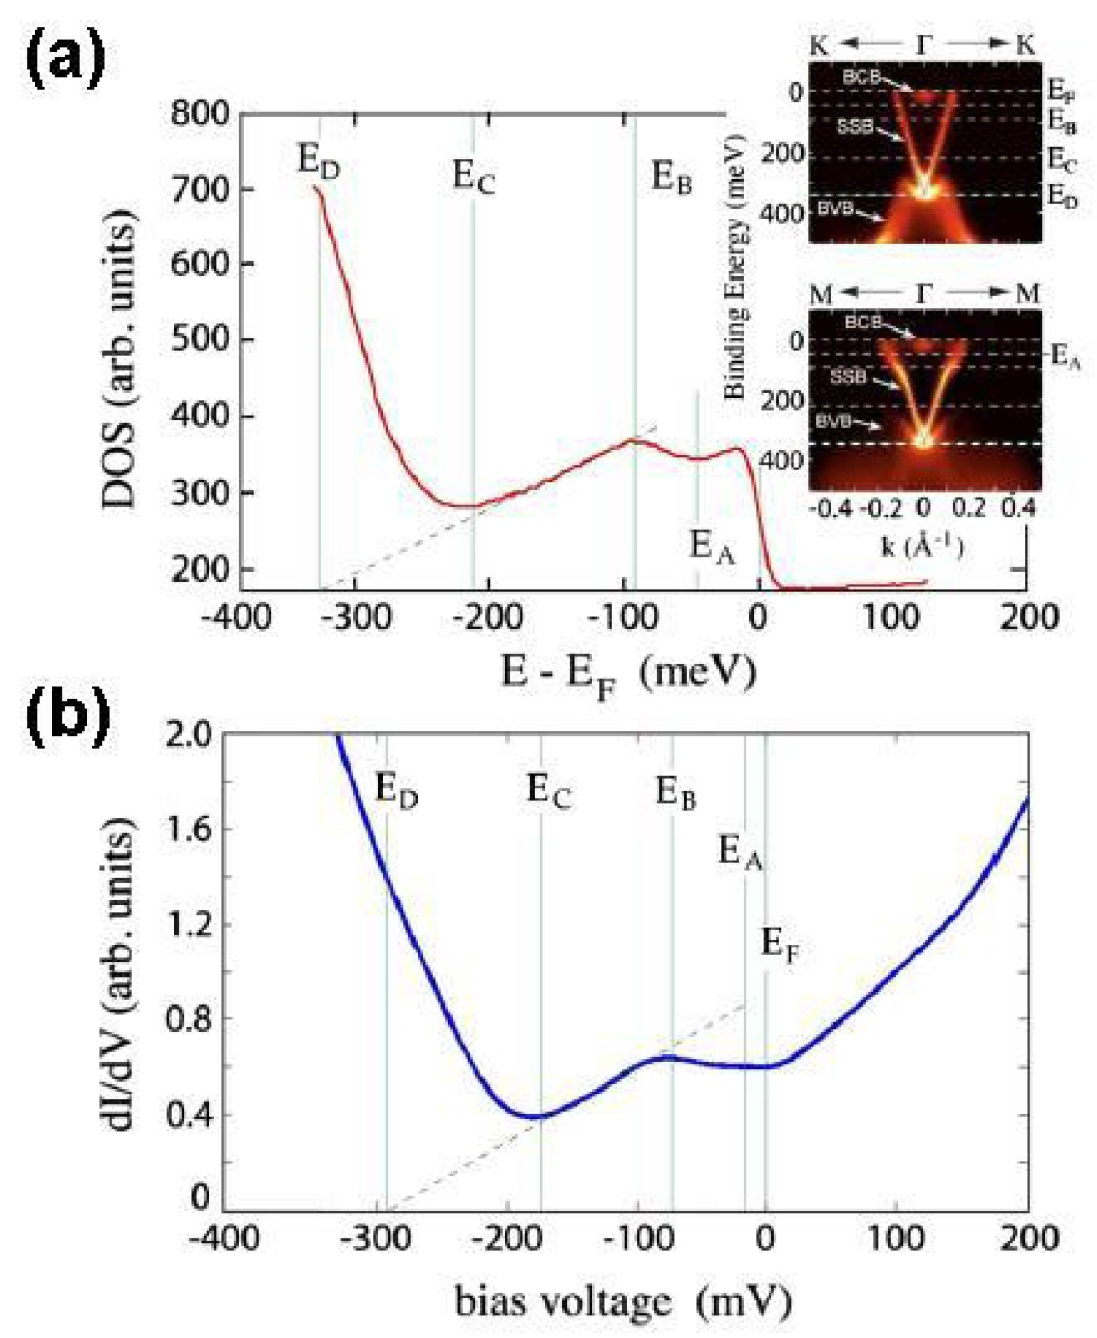 (a)
K ← Γ → K
BCB
0
E_F
E_B
SSB
200
E_C
E_D
BVB
400
Binding Energy (meV)
M ← Γ → M
BCB
0
E_A
SSB
200
BVB
400
-0.4 -0.2 0 0.2 0.4
k (Å⁻¹)
800
700
600
500
400
300
200
DOS (arb. units)
E_D
E_C
E_B
E_A
-400 -300 -200 -100 0 100 200
E - E_F (meV)
(b)
2.0
1.6
1.2
0.8
0.4
0
dI/dV (arb. units)
E_D
E_C
E_B
E_A
E_F
-400 -300 -200 -100 0 100 200
bias voltage (mV)